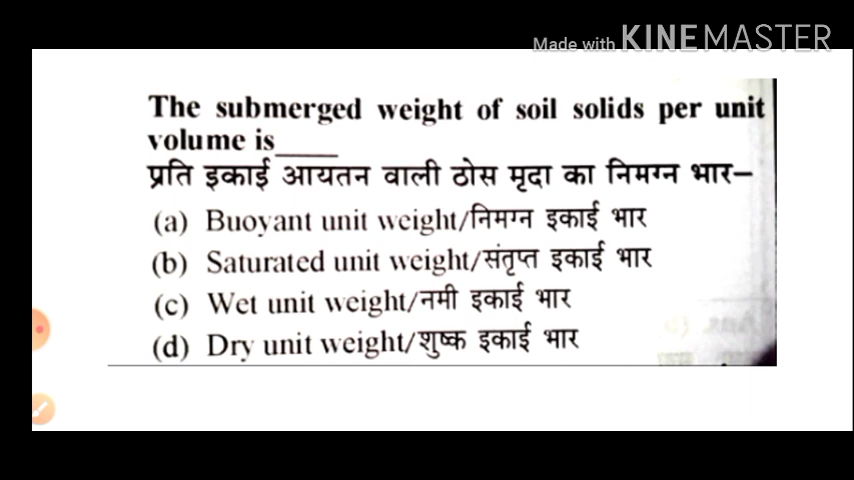 Made with KINEMASTER
The submerged weight of soil solids per unit
volume is____
प्रति इकाई आयतन वाली ठोस मृदा का निमग्न भार–
(a) Buoyant unit weight/निमग्न इकाई भार
(b) Saturated unit weight/संतृप्त इकाई भार
(c) Wet unit weight/नमी इकाई भार
(d) Dry unit weight/शुष्क इकाई भार